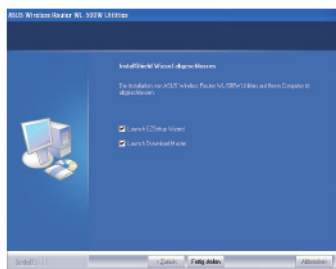 ASUS Wireless Router WL-500W Utilities
InstallShield Wizard abgeschlossen
Die Installation von ASUS Wireless Router WL-500W Utilities auf Ihrem Computer ist
abgeschlossen.
Launch EZSetup Wizard
Launch Download Master
InstallShield
< Zurück
Fertig stellen
Abbrechen